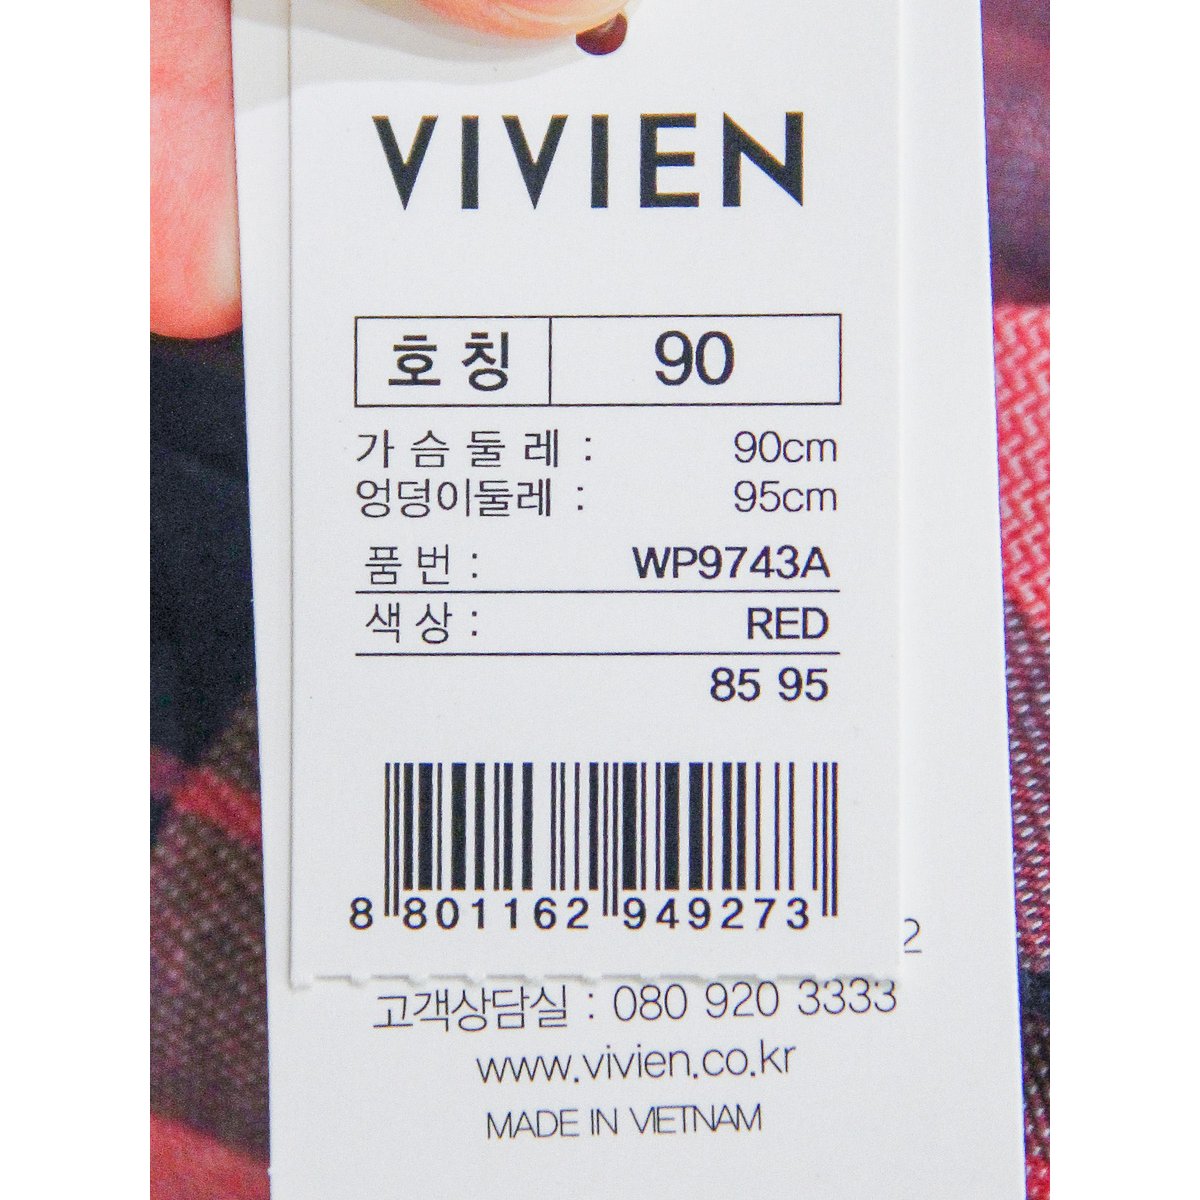 VIVIEN
호칭 90
가슴둘레 : 90cm
엉덩이둘레 : 95cm
품번 : WP9743A
색상 : RED
85 95
8 801162 949273
2
고객상담실 : 080 920 3333
www.vivien.co.kr
MADE IN VIETNAM